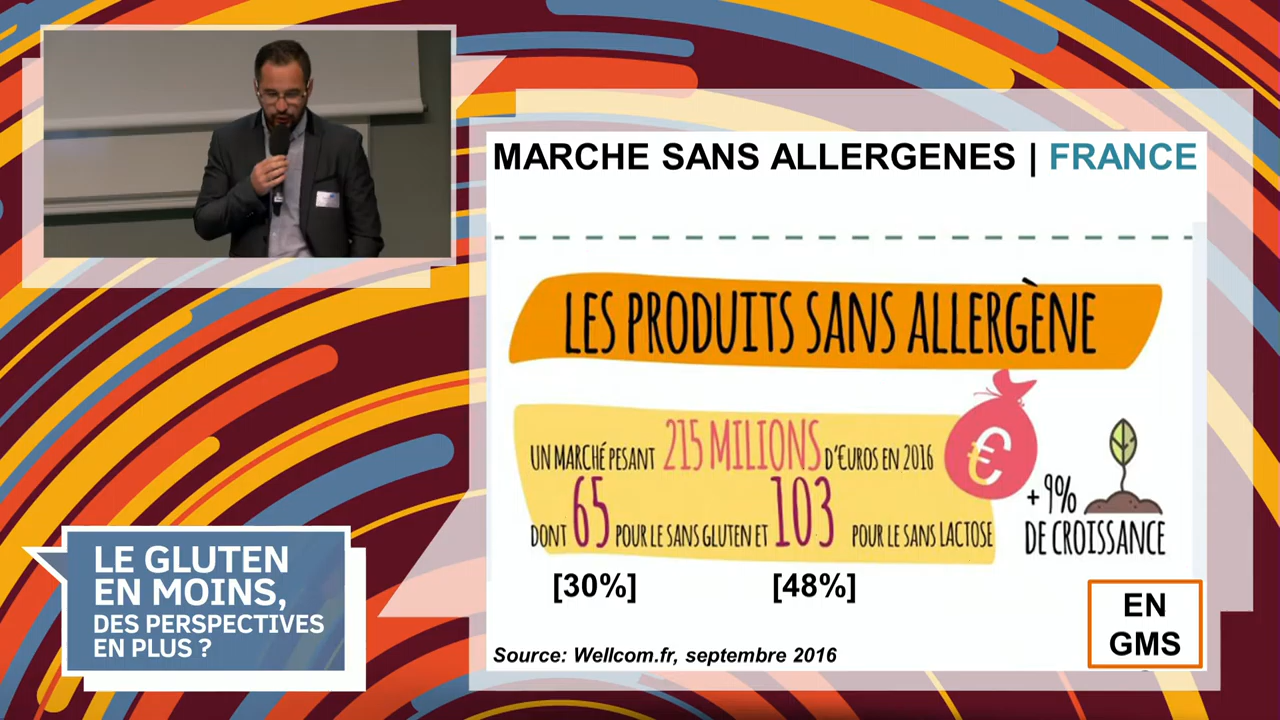 MARCHE SANS ALLERGENES | FRANCE
LES PRODUITS SANS ALLERGÈNE
UN MARCHÉ PESANT 215 MILIONS D'€UROS EN 2016
DONT 65 POUR LE SANS GLUTEN ET 103 POUR LE SANS LACTOSE
€
+ 9%
DE CROISSANCE
[30%] [48%]
EN
GMS
Source: Wellcom.fr, septembre 2016
LE GLUTEN
EN MOINS,
DES PERSPECTIVES
EN PLUS ?